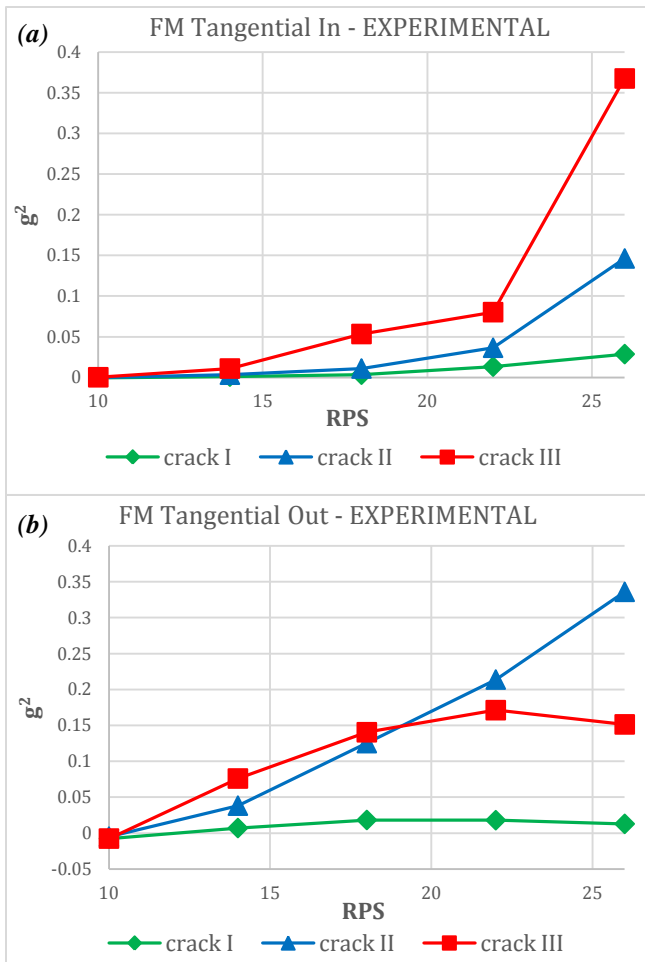 (a) FM Tangential In - EXPERIMENTAL
0.4
0.35
0.3
0.25
0.2
0.15
0.1
0.05
0
g²
10 15 20 25
RPS
crack I crack II crack III
(b) FM Tangential Out - EXPERIMENTAL
0.4
0.35
0.3
0.25
0.2
0.15
0.1
0.05
0
-0.05
g²
10 15 20 25
RPS
crack I crack II crack III